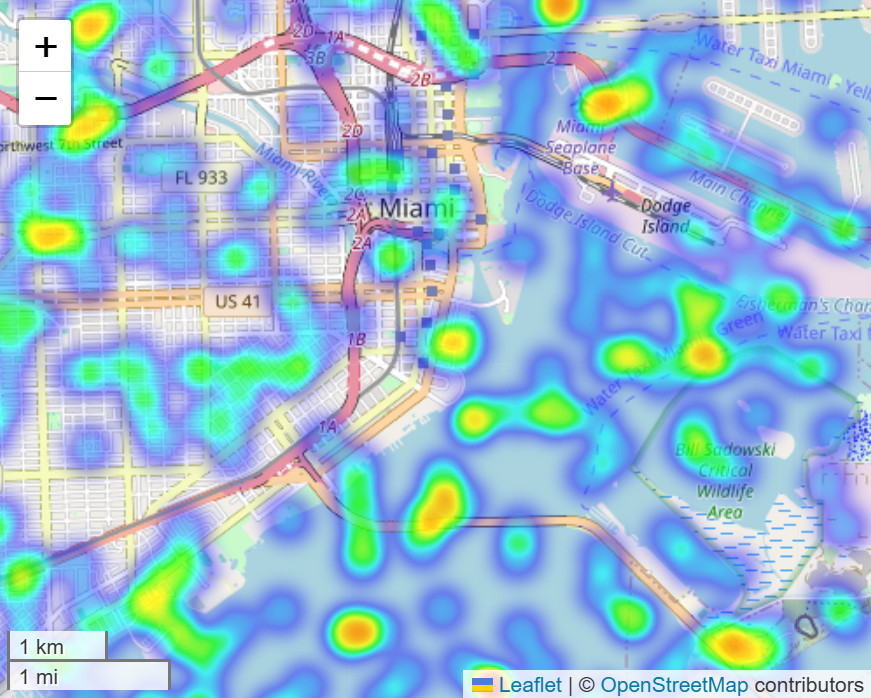 +
−
2D
1A
3B
2B
2
Water Taxi Miami - Yell
orthwest 7th Street
2D
Miami
Seaplane
Base
Miami River
FL 933
Main Channel
2C
Miami
2A
Dodge
Island
Dodge Island Cut
2A
US 41
Fisherman's Chan
Water Taxi Miami - Green
Water Taxi
1B
1A
Bill Sadowski
Critical
Wildlife
Area
1 km
1 mi
Leaflet | © OpenStreetMap contributors